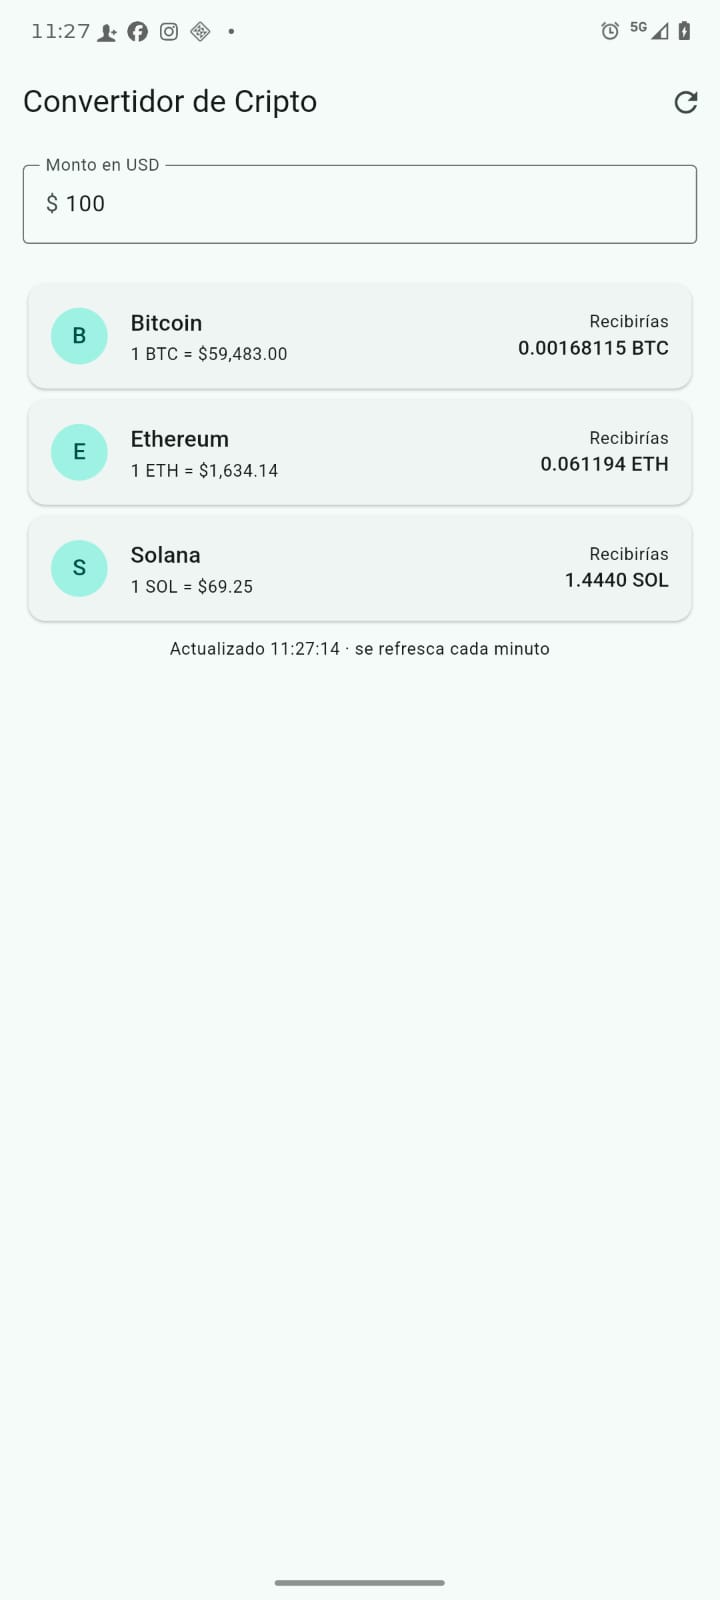 11:27
5G
Convertidor de Cripto
Monto en USD
$ 100
B
Bitcoin
1 BTC = $59,483.00
Recibirías
0.00168115 BTC
E
Ethereum
1 ETH = $1,634.14
Recibirías
0.061194 ETH
S
Solana
1 SOL = $69.25
Recibirías
1.4440 SOL
Actualizado 11:27:14 · se refresca cada minuto